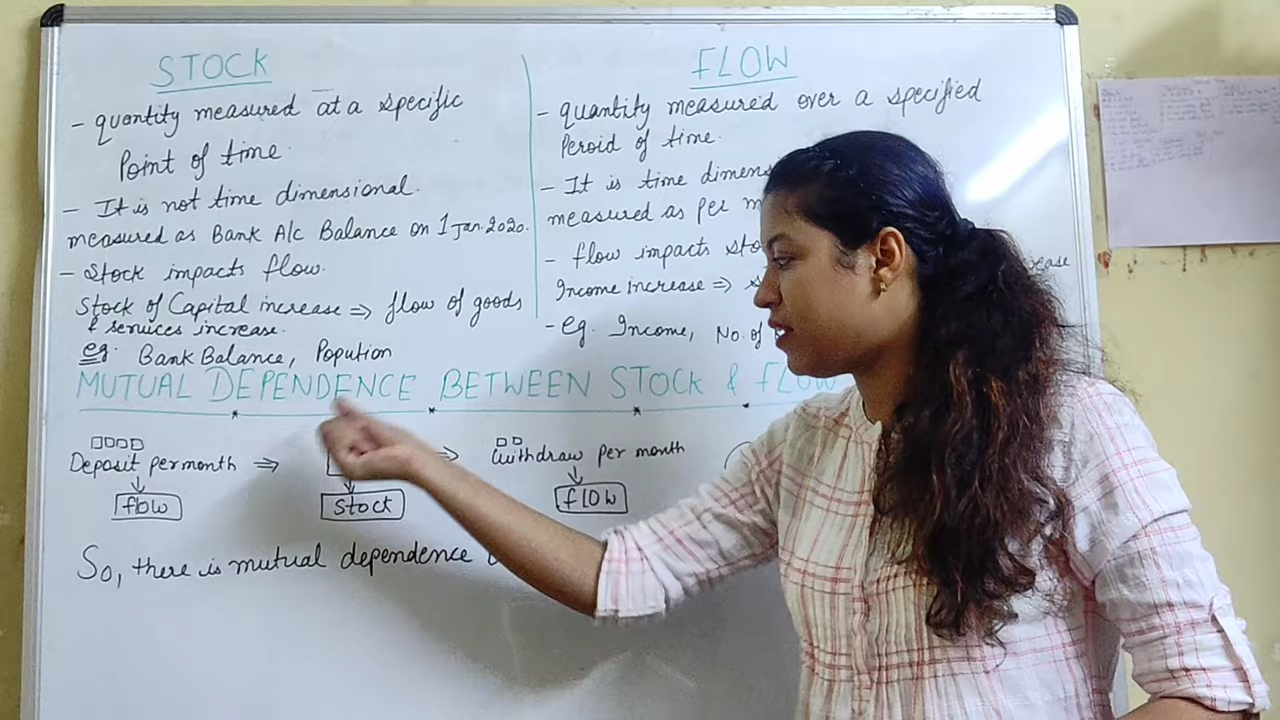 STOCK
- quantity measured at a specific
Point of time.
- It is not time dimensional.
measured as Bank A/c Balance on 1 Jan. 2020.
- Stock impacts flow.
Stock of Capital increase ⇒ flow of goods
& services increase.
eg. Bank Balance, Popution
FLOW
- quantity measured over a specified
Peroid of time.
- It is time
measured as Per
- flow impacts
Income increase ⇒
- eg. Income, No. of
MUTUAL DEPENDENCE BETWEEN STOCK & FLOW
Deposit per month ⇒
flow
stock
Withdraw per month
flow
So, there is mutual dependence